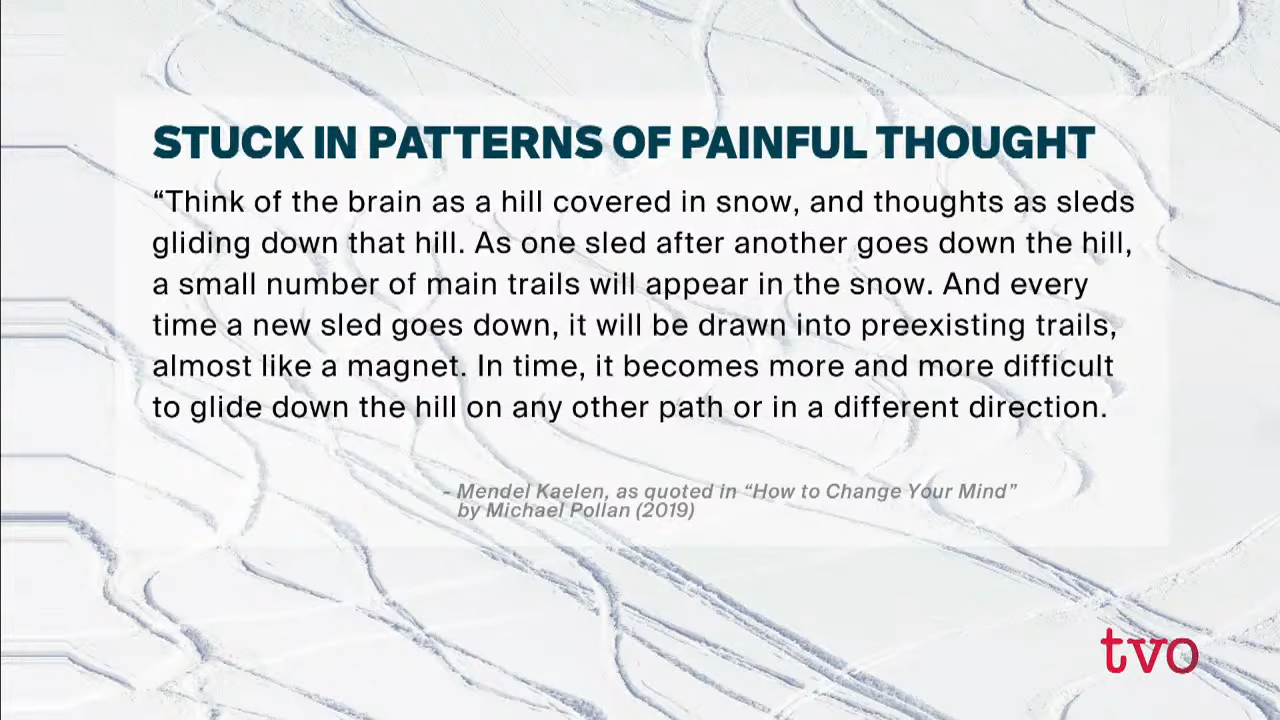 STUCK IN PATTERNS OF PAINFUL THOUGHT
“Think of the brain as a hill covered in snow, and thoughts as sleds
gliding down that hill. As one sled after another goes down the hill,
a small number of main trails will appear in the snow. And every
time a new sled goes down, it will be drawn into preexisting trails,
almost like a magnet. In time, it becomes more and more difficult
to glide down the hill on any other path or in a different direction.
- Mendel Kaelen, as quoted in “How to Change Your Mind”
by Michael Pollan (2019)
tvo